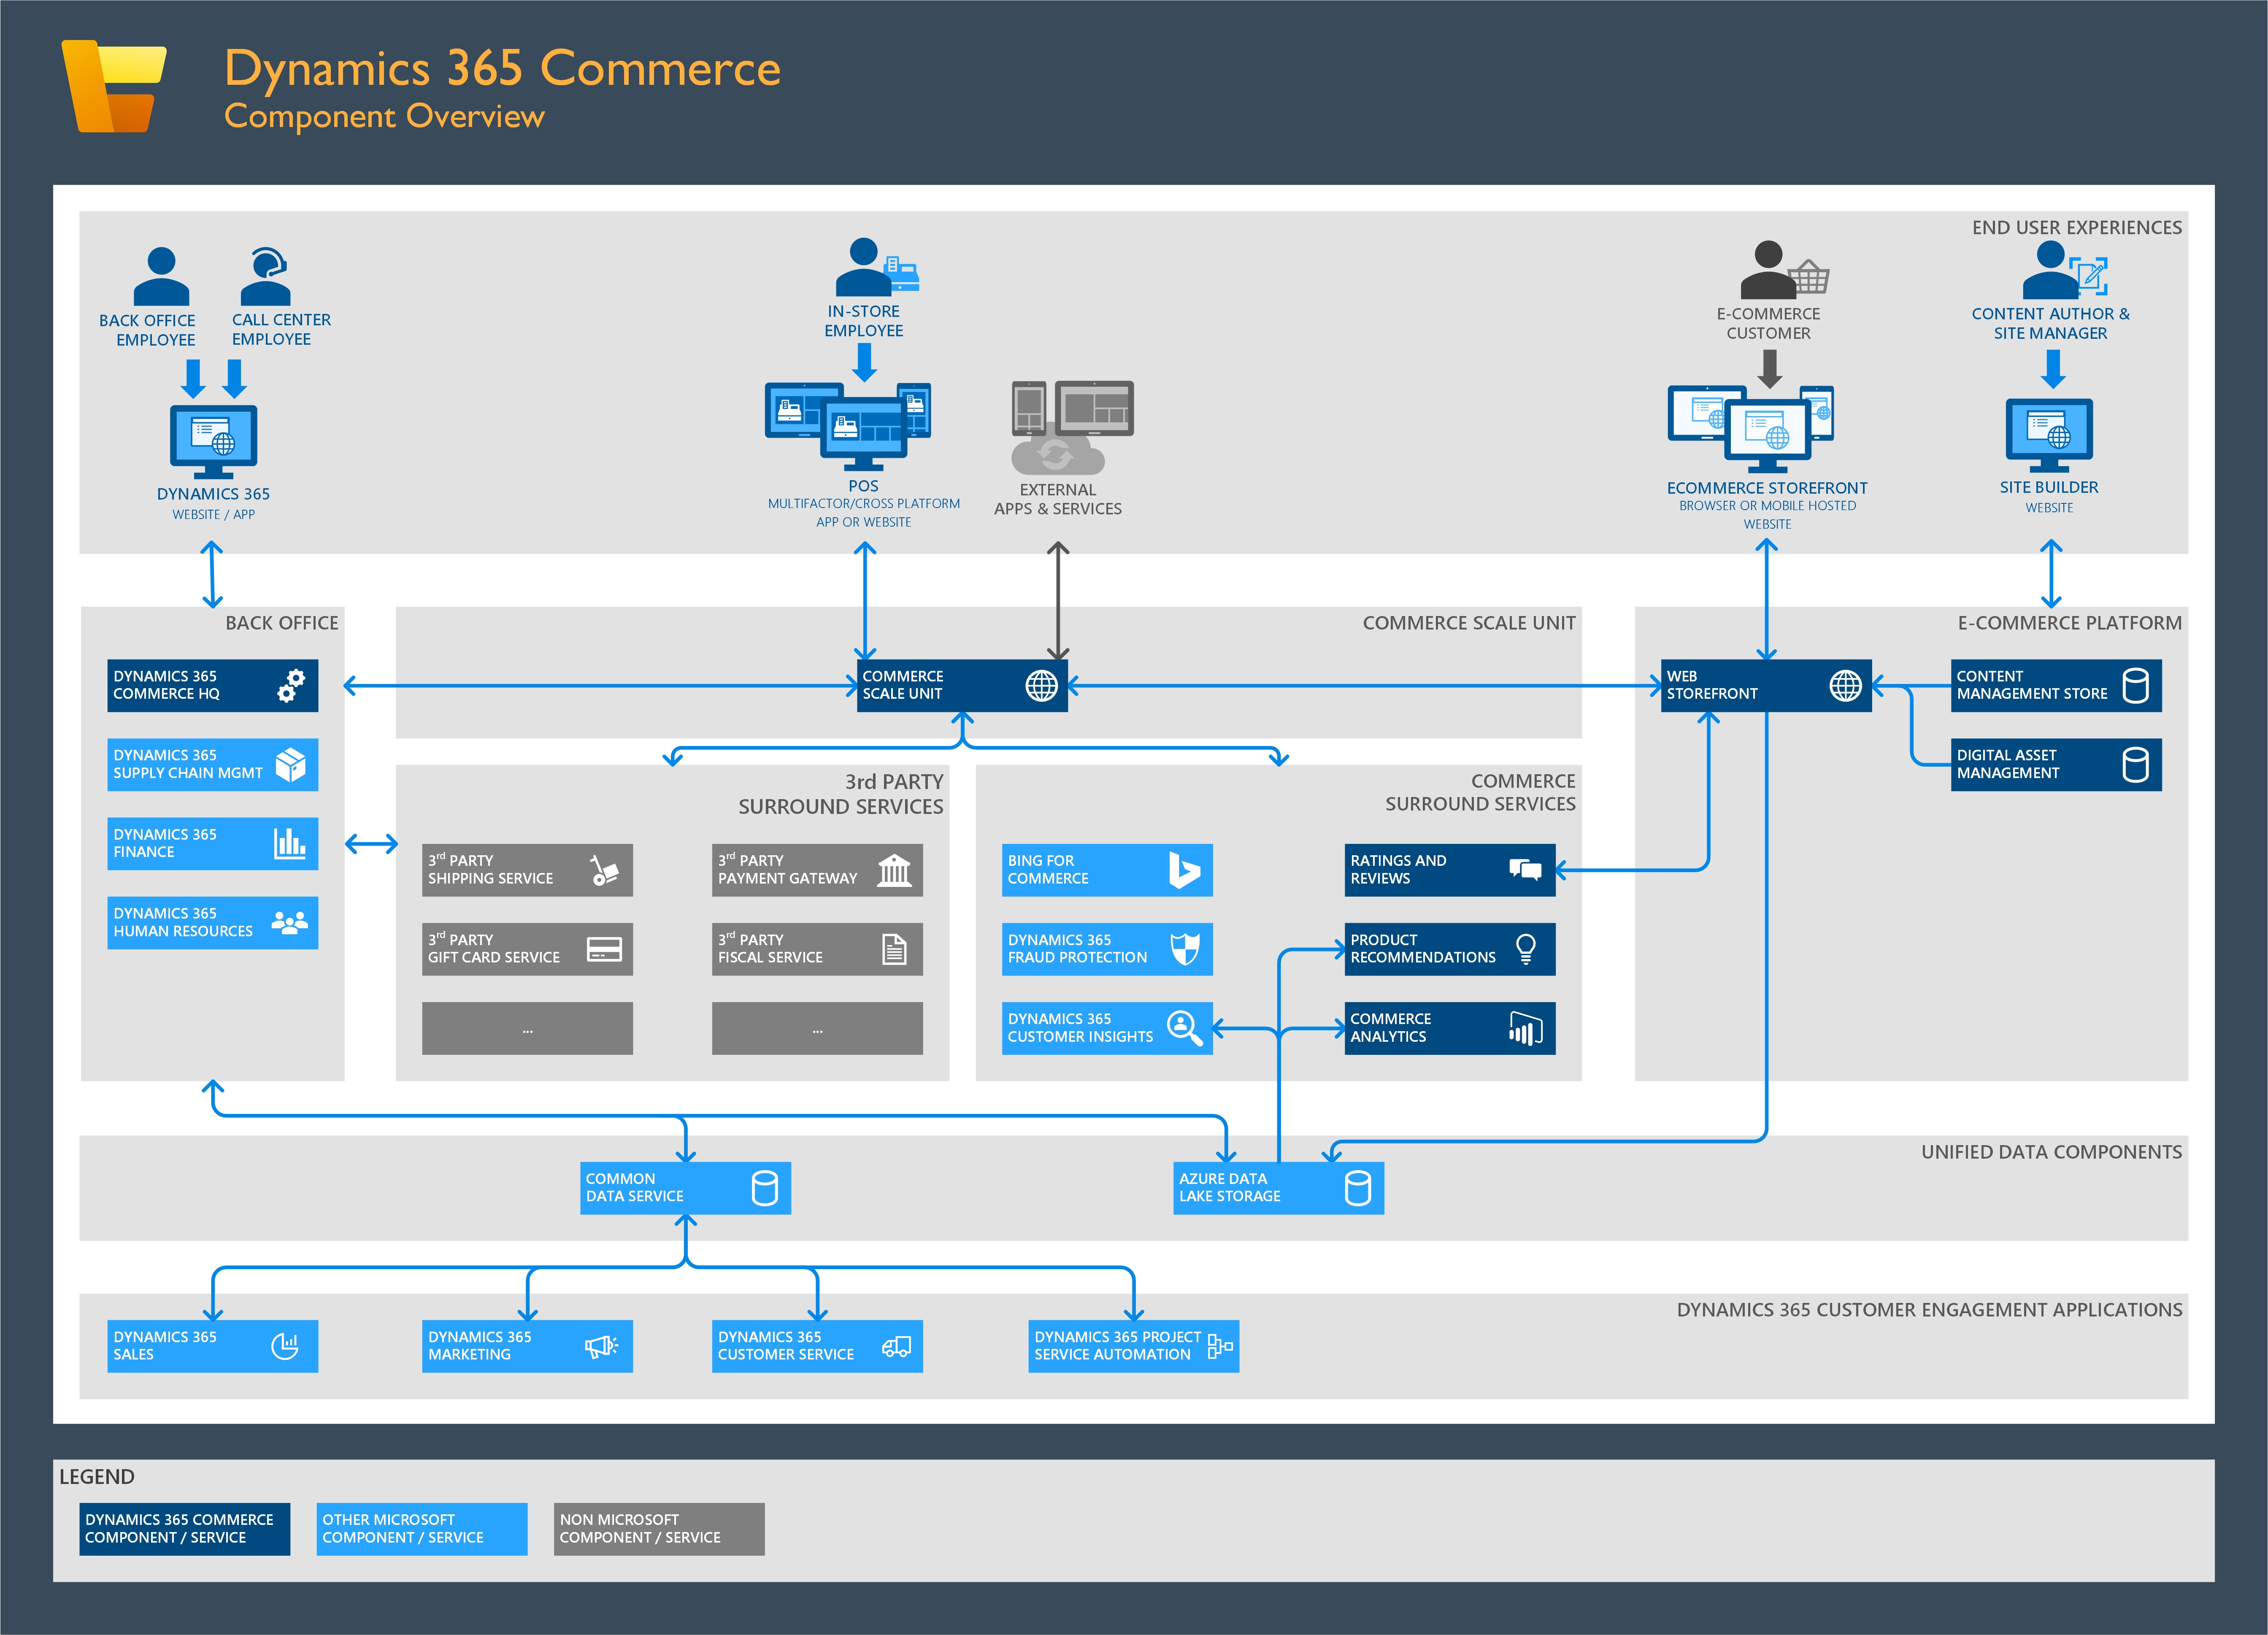 Dynamics 365 Commerce
Component Overview
END USER EXPERIENCES
BACK OFFICE
EMPLOYEE
CALL CENTER
EMPLOYEE
DYNAMICS 365
WEBSITE / APP
IN-STORE
EMPLOYEE
POS
MULTIFACTOR/CROSS PLATFORM
APP OR WEBSITE
EXTERNAL
APPS & SERVICES
E-COMMERCE
CUSTOMER
ECOMMERCE STOREFRONT
BROWSER OR MOBILE HOSTED
WEBSITE
CONTENT AUTHOR &
SITE MANAGER
SITE BUILDER
WEBSITE
BACK OFFICE
DYNAMICS 365
COMMERCE HQ
DYNAMICS 365
SUPPLY CHAIN MGMT
DYNAMICS 365
FINANCE
DYNAMICS 365
HUMAN RESOURCES
COMMERCE SCALE UNIT
COMMERCE
SCALE UNIT
3rd PARTY
SURROUND SERVICES
3rd PARTY
SHIPPING SERVICE
3rd PARTY
PAYMENT GATEWAY
3rd PARTY
GIFT CARD SERVICE
3rd PARTY
FISCAL SERVICE
...
...
COMMERCE
SURROUND SERVICES
BING FOR
COMMERCE
RATINGS AND
REVIEWS
DYNAMICS 365
FRAUD PROTECTION
PRODUCT
RECOMMENDATIONS
DYNAMICS 365
CUSTOMER INSIGHTS
COMMERCE
ANALYTICS
E-COMMERCE PLATFORM
WEB
STOREFRONT
CONTENT
MANAGEMENT STORE
DIGITAL ASSET
MANAGEMENT
UNIFIED DATA COMPONENTS
COMMON
DATA SERVICE
AZURE DATA
LAKE STORAGE
DYNAMICS 365 CUSTOMER ENGAGEMENT APPLICATIONS
DYNAMICS 365
SALES
DYNAMICS 365
MARKETING
DYNAMICS 365
CUSTOMER SERVICE
DYNAMICS 365 PROJECT
SERVICE AUTOMATION
LEGEND
DYNAMICS 365 COMMERCE
COMPONENT / SERVICE
OTHER MICROSOFT
COMPONENT / SERVICE
NON MICROSOFT
COMPONENT / SERVICE